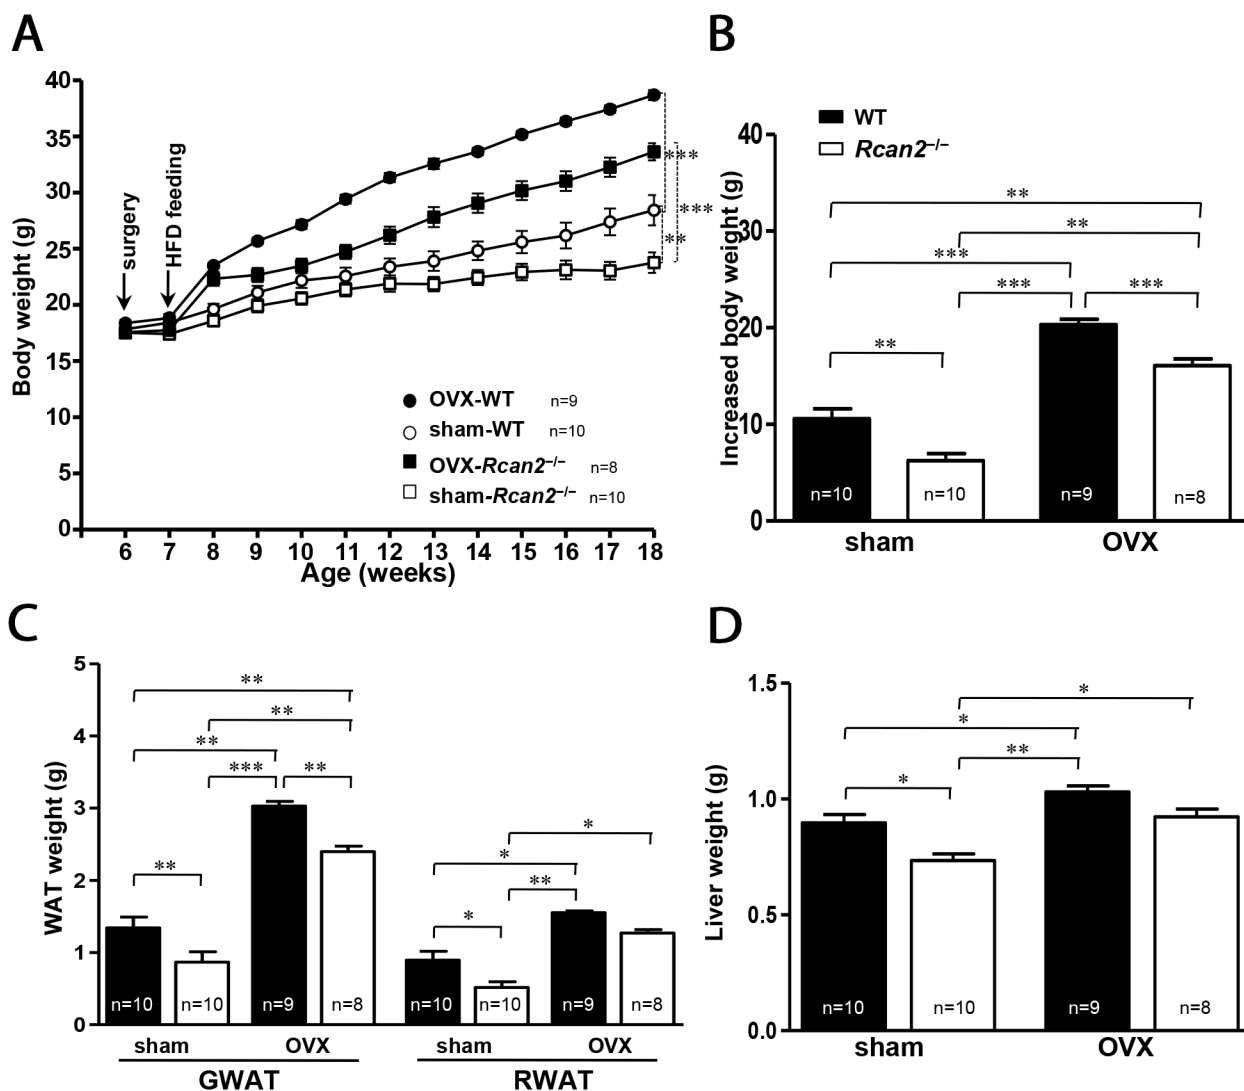 A
Body weight (g)
40
35
30
25
20
15
10
5
0
surgery
HFD feeding
***
***
**
OVX-WT n=9
sham-WT n=10
OVX-Rcan2⁻/⁻ n=8
sham-Rcan2⁻/⁻ n=10
6 7 8 9 10 11 12 13 14 15 16 17 18
Age (weeks)
B
WT
Rcan2⁻/⁻
Increased body weight (g)
40
30
20
10
0
**
**
***
*** ***
**
n=10 n=10 n=9 n=8
sham OVX
C
WAT weight (g)
5
4
3
2
1
0
**
**
**
*** **
**
*
*
**
*
n=10 n=10 n=9 n=8 n=10 n=10 n=9 n=8
sham OVX sham OVX
GWAT RWAT
D
Liver weight (g)
1.5
1.0
0.5
0.0
*
*
**
*
n=10 n=10 n=9 n=8
sham OVX